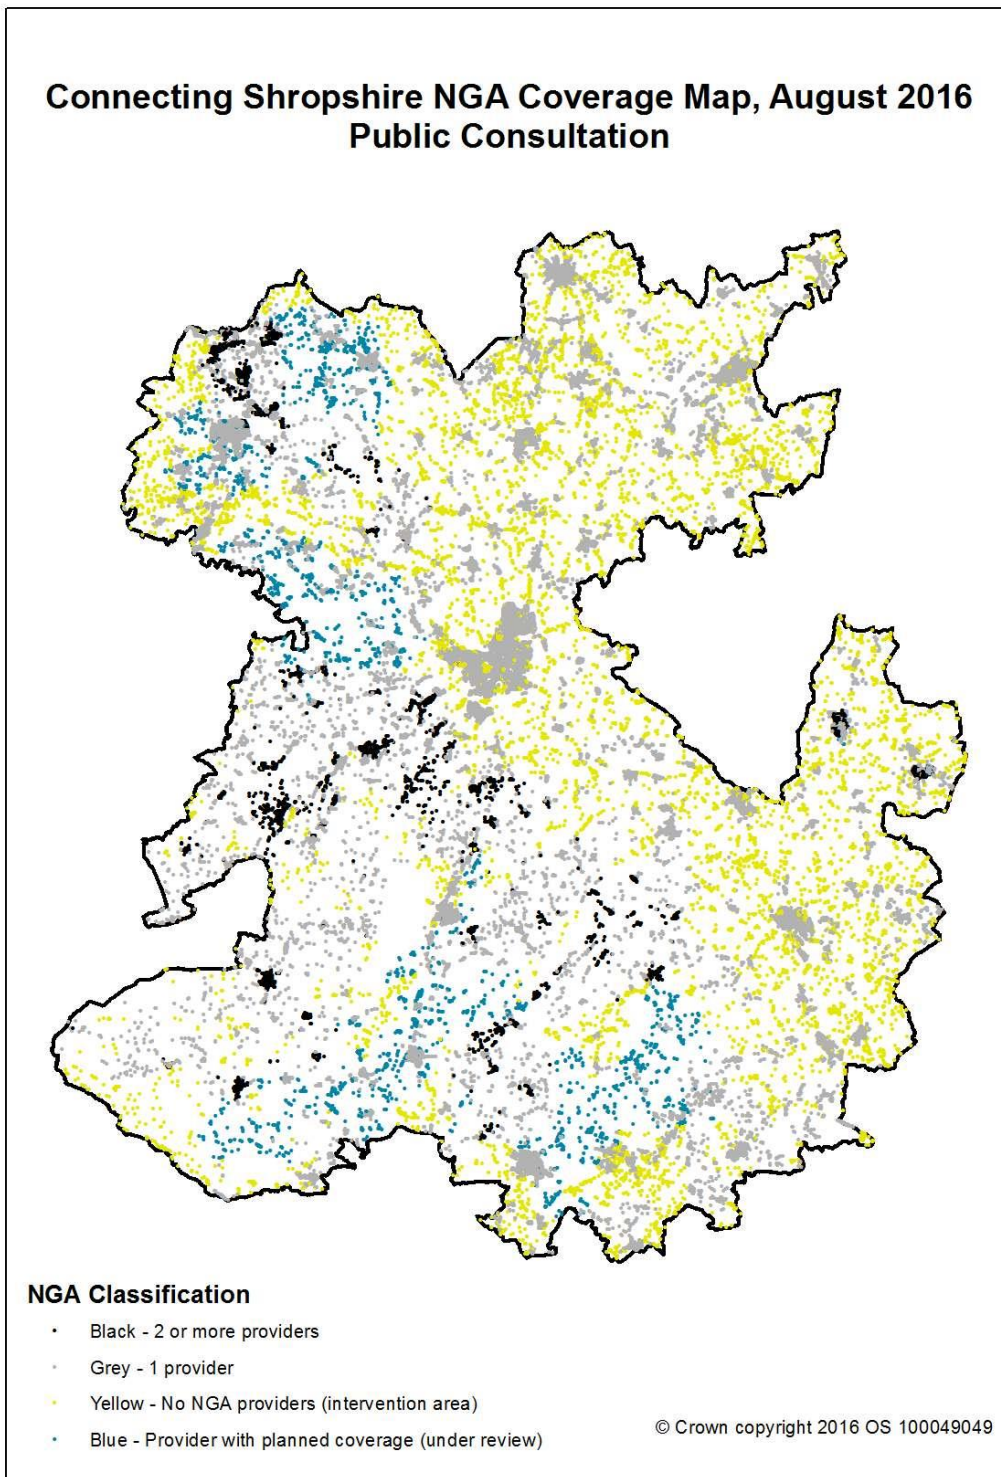 Connecting Shropshire NGA Coverage Map, August 2016
Public Consultation
NGA Classification
Black - 2 or more providers
Grey - 1 provider
Yellow - No NGA providers (intervention area)
Blue - Provider with planned coverage (under review)
© Crown copyright 2016 OS 100049049